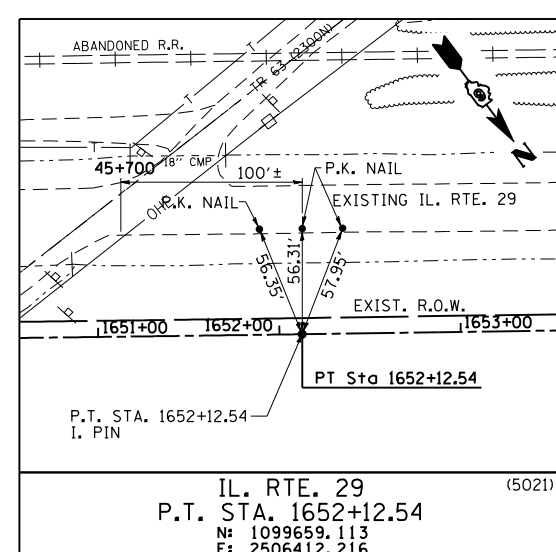 ABANDONED R.R.
T
TR 63 (2300N)
T
T
N
45+700
18" CMP
100'±
P.K. NAIL
OHP
P.K. NAIL
EXISTING IL. RTE. 29
56.35'
56.31'
57.95'
EXIST. R.O.W.
1651+00
1652+00
1653+00
PT Sta 1652+12.54
P.T. STA. 1652+12.54
I. PIN
IL. RTE. 29
(5021)
P.T. STA. 1652+12.54
N: 1099659.113
E: 2506412.216